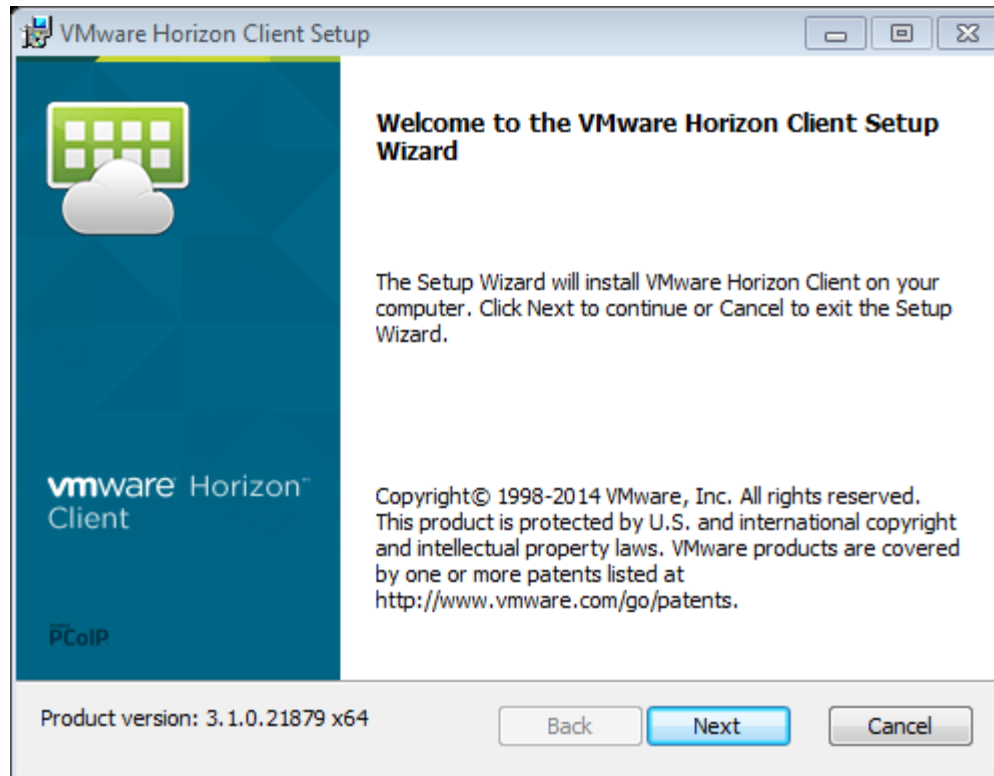 VMware Horizon Client Setup
Welcome to the VMware Horizon Client Setup
Wizard
The Setup Wizard will install VMware Horizon Client on your
computer. Click Next to continue or Cancel to exit the Setup
Wizard.
vmware Horizon™
Client
Copyright© 1998-2014 VMware, Inc. All rights reserved.
This product is protected by U.S. and international copyright
and intellectual property laws. VMware products are covered
by one or more patents listed at
http://www.vmware.com/go/patents.
PCoIP
Product version: 3.1.0.21879 x64
Back
Next
Cancel